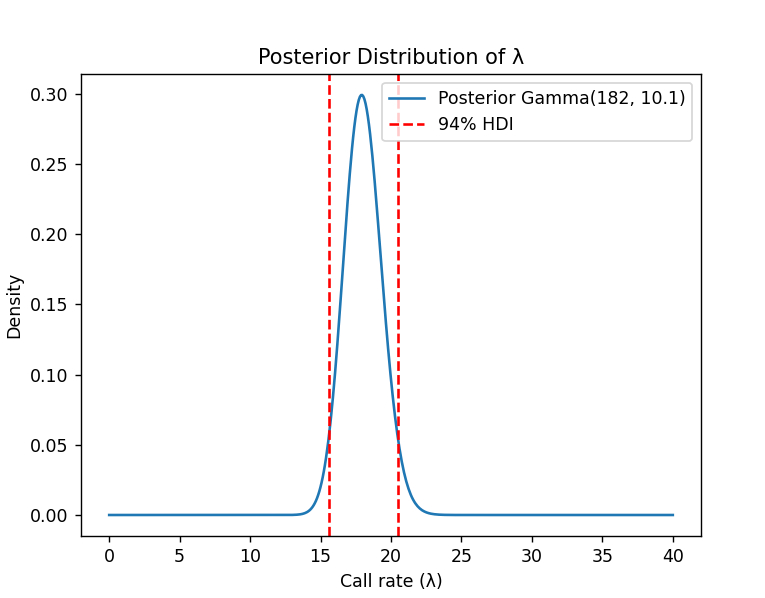 Posterior Distribution of λ
Posterior Gamma(182, 10.1)
94% HDI
Density
0.30
0.25
0.20
0.15
0.10
0.05
0.00
0 5 10 15 20 25 30 35 40
Call rate (λ)